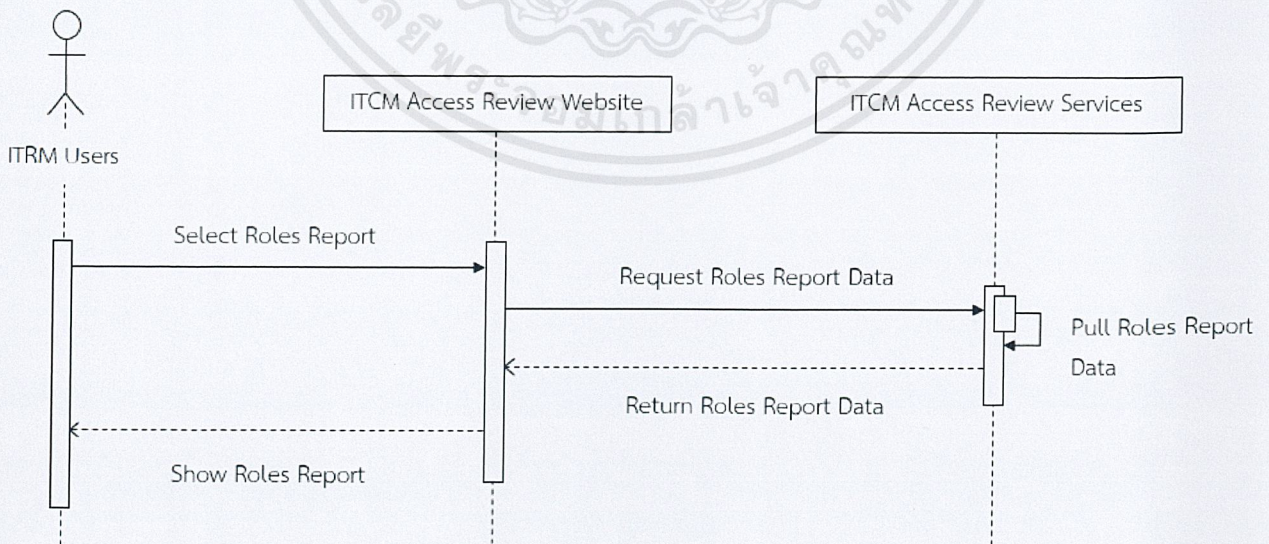 ITCM Access Review Website
ITCM Access Review Services
ITRM Users
Select Roles Report
Request Roles Report Data
Pull Roles Report
Data
Return Roles Report Data
Show Roles Report